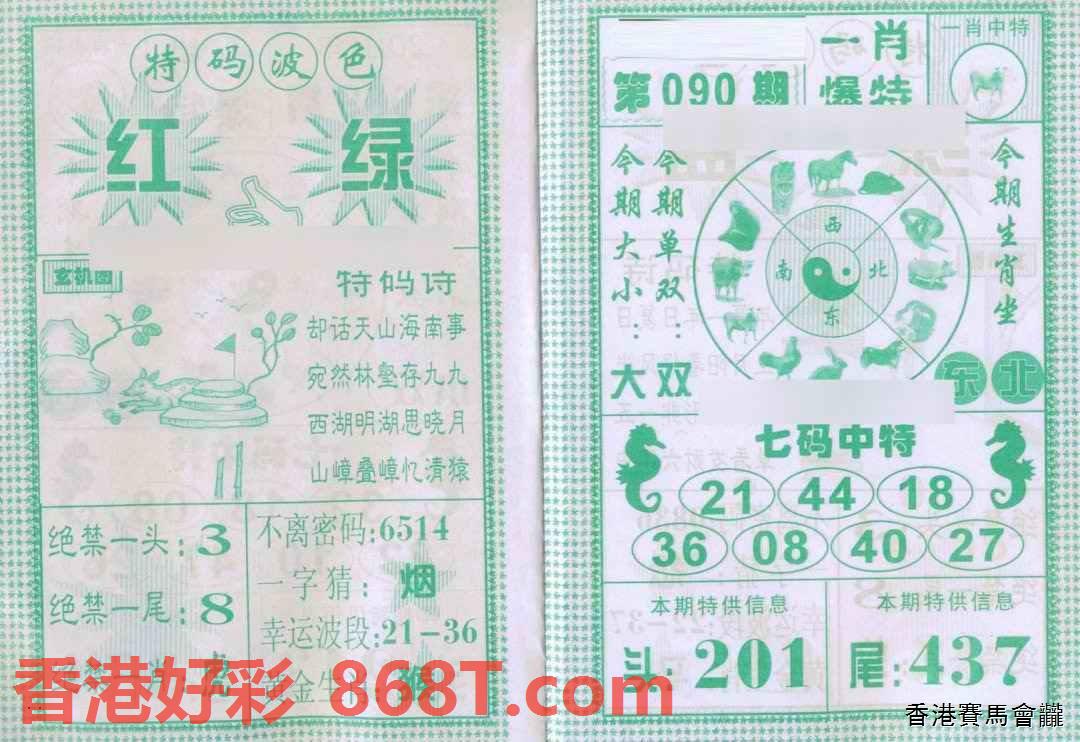 特码波色
红 绿
玄机图
特码诗
却话天山海南事
宛然林壑存九九
西湖明湖思晓月
山嶂叠嶂忆清猿
绝禁一头:3
绝禁一尾:8
不离密码:6514
一字猜:烟
幸运波段:21-36
香港好彩 868T.com
第090期
一肖
爆特
一肖中特
今期大小:大
今期单双:双
西
南 北
东
今期生肖坐
东北
七码中特
21 44 18
36 08 40 27
本期特供信息
头:201
本期特供信息
尾:437
香港賽馬會